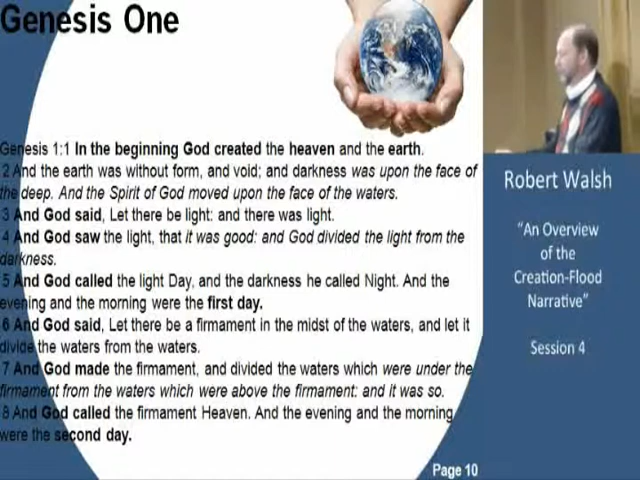 Genesis One
Genesis 1:1 In the beginning God created the heaven and the earth.
2 And the earth was without form, and void; and darkness was upon the face of
the deep. And the Spirit of God moved upon the face of the waters.
3 And God said, Let there be light: and there was light.
4 And God saw the light, that it was good: and God divided the light from the
darkness.
5 And God called the light Day, and the darkness he called Night. And the
evening and the morning were the first day.
6 And God said, Let there be a firmament in the midst of the waters, and let it
divide the waters from the waters.
7 And God made the firmament, and divided the waters which were under the
firmament from the waters which were above the firmament: and it was so.
8 And God called the firmament Heaven. And the evening and the morning
were the second day.
Page 10
Robert Walsh
“An Overview
of the
Creation-Flood
Narrative”
Session 4